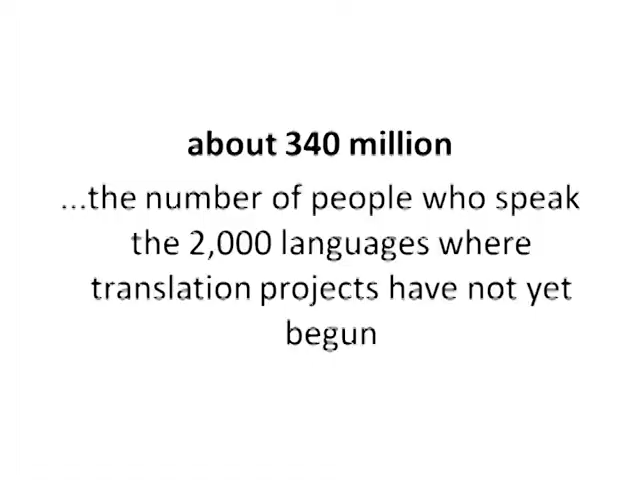 about 340 million
...the number of people who speak
the 2,000 languages where
translation projects have not yet
begun